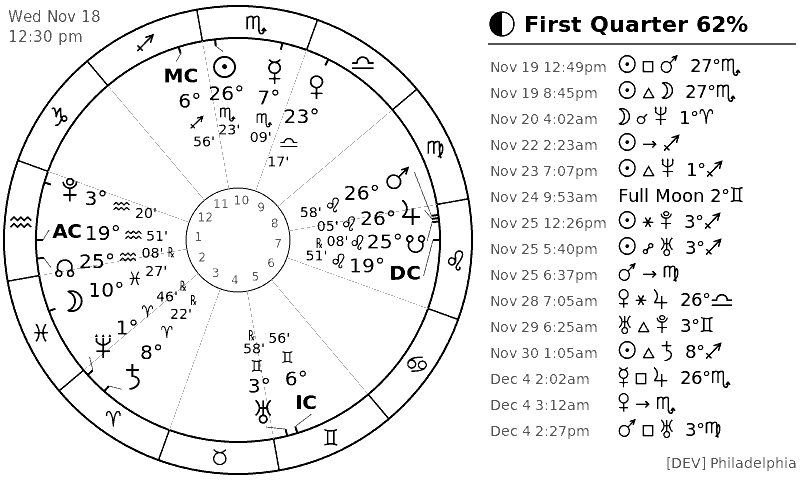 Wed Nov 18
12:30 pm
First Quarter 62%
Nov 19 12:49pm ☉ □ ♂ 27°♏
Nov 19 8:45pm ☉ △ ☽ 27°♏
Nov 20 4:02am ☽ ☌ ♆ 1°♈
Nov 22 2:23am ☉ → ♐
Nov 23 7:07pm ☉ △ ♆ 1°♐
Nov 24 9:53am Full Moon 2°♊
Nov 25 12:26pm ☉ ⚹ ⯓ 3°♐
Nov 25 5:40pm ☉ ☍ ♅ 3°♐
Nov 25 6:37pm ♂ → ♍
Nov 28 7:05am ♀ ⚹ ♃ 26°♎
Nov 29 6:25am ♅ △ ⯓ 3°♊
Nov 30 1:05am ☉ △ ♄ 8°♐
Dec 4 2:02am ☿ □ ♃ 26°♏
Dec 4 3:12am ♀ → ♏
Dec 4 2:27pm ♂ □ ♅ 3°♍
[DEV] Philadelphia
♐ ♏ ♎ ♍ ♌ ♋ ♊ ♉ ♈ ♓ ♒ ♑
MC 6° ♐ 56'
☉ 26° ♏ 23'
☿ 7° ♏ 09'
♀ 23° ♎ 17'
♂ 26° ♌ 58'
♃ 26° ♌ 05'
☋ 25° ♌ 08' ℞
DC 19° ♌ 51'
⯓ 3° ♒ 20'
AC 19° ♒ 51'
☊ 25° ♒ 08' ℞
☽ 10° ♓ 27'
♆ 1° ♈ 46' ℞
♄ 8° ♈ 22' ℞
♅ 3° ♊ 58' ℞
IC 6° ♊ 56'
1 2 3 4 5 6 7 8 9 10 11 12